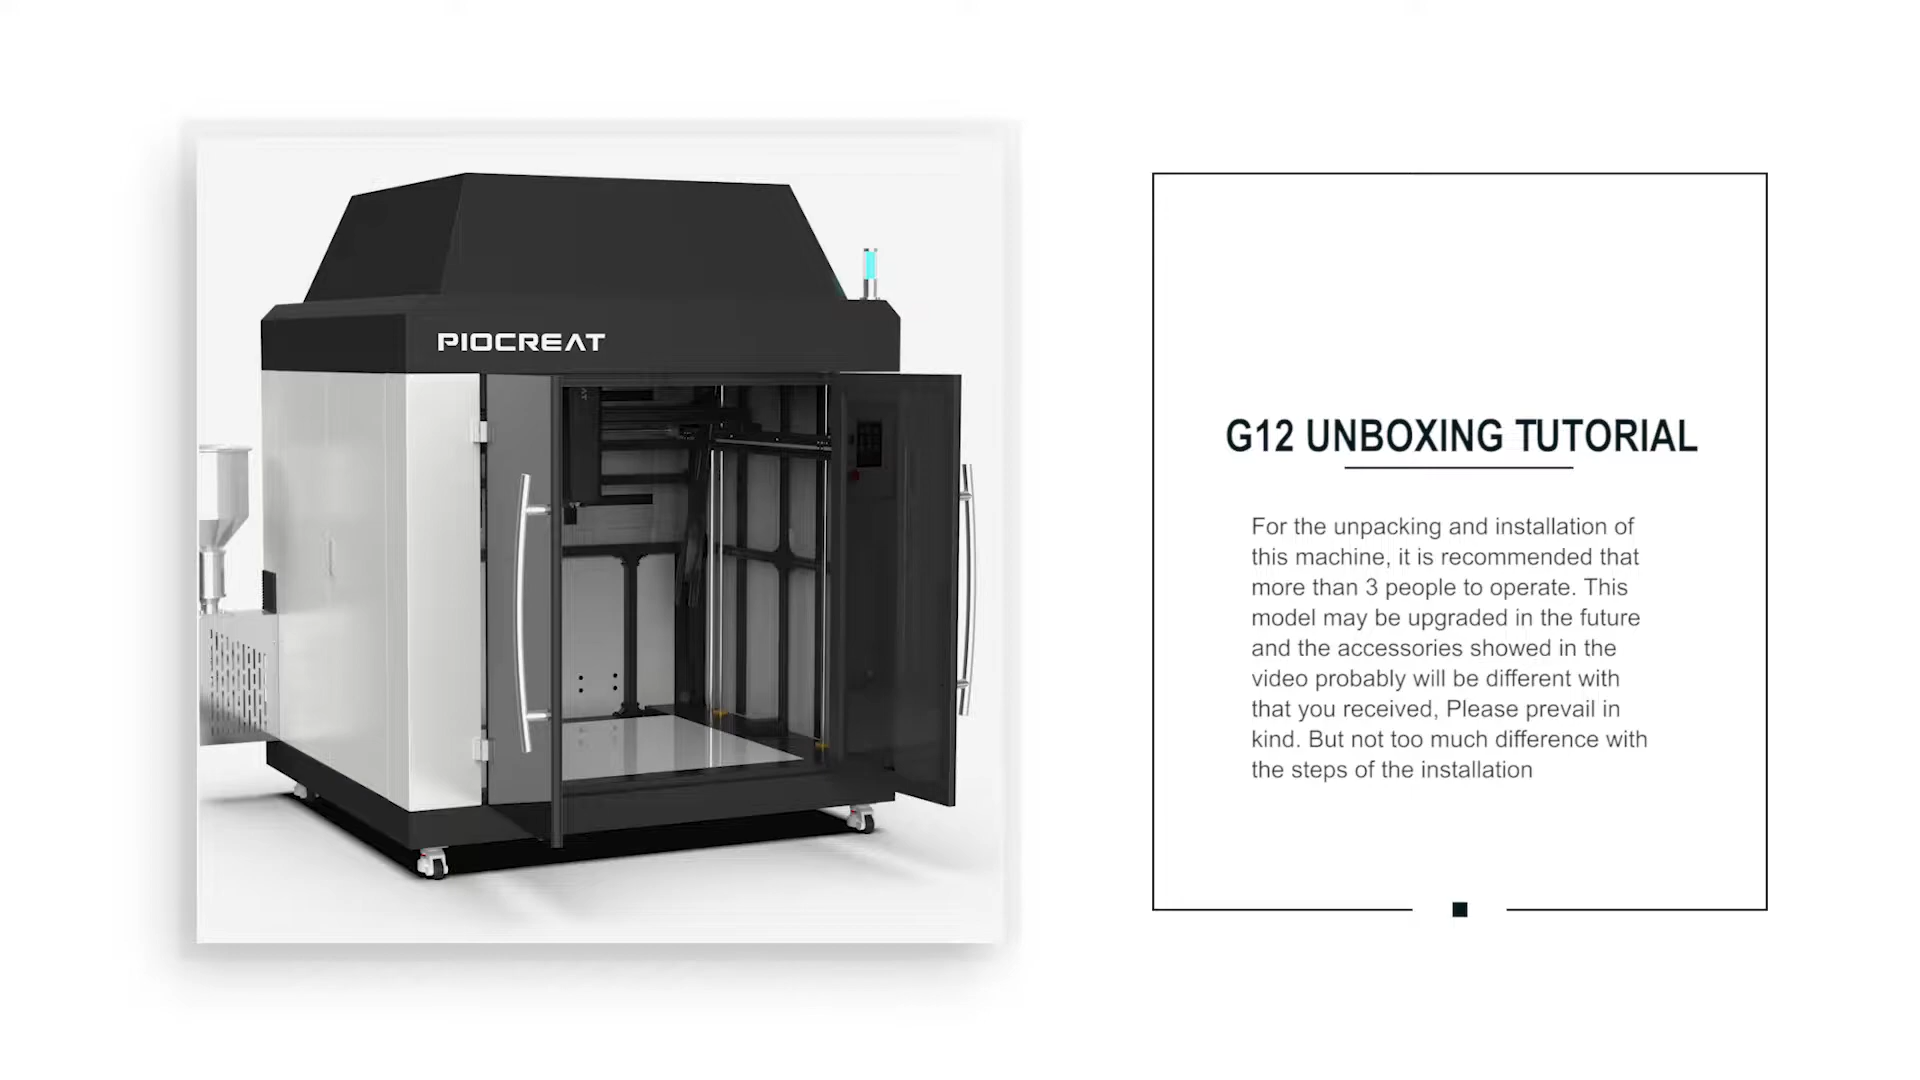 PIOCREAT
G12 UNBOXING TUTORIAL
For the unpacking and installation of
this machine, it is recommended that
more than 3 people to operate. This
model may be upgraded in the future
and the accessories showed in the
video probably will be different with
that you received, Please prevail in
kind. But not too much difference with
the steps of the installation